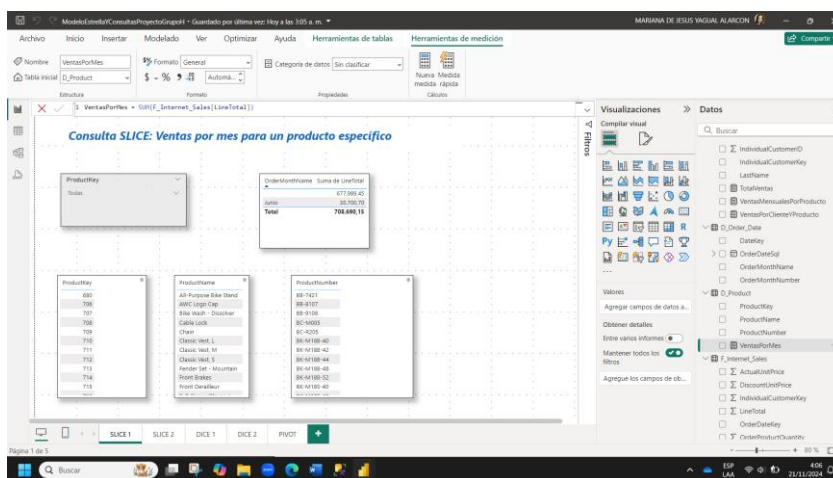 ModeloEstrellaYConsultasProyectoGrupoH • Guardado por última vez: Hoy a las 3:05 a. m.
MARIANA DE JESUS YAGUAL ALARCON
Archivo Inicio Insertar Modelado Ver Optimizar Ayuda Herramientas de tablas Herramientas de medición Compartir
Nombre VentasPorMes
Formato General
Categoría de datos Sin clasificar
Tabla inicial D_Product
$ - % Automá...
Nueva medida
Medida rápida
Estructura Formato Propiedades Cálculos
1 VentasPorMes = SUM(F_Internet_Sales[LineTotal])
Consulta SLICE: Ventas por mes para un producto específico
ProductKey
Todas
OrderMonthName Suma de LineTotal
677.989,45
Junio 30.700,70
Total 708.690,15
ProductKey
680
706
707
708
709
710
711
712
713
714
715
ProductName
All-Purpose Bike Stand
AWC Logo Cap
Bike Wash - Dissolver
Cable Lock
Chain
Classic Vest, L
Classic Vest, M
Classic Vest, S
Fender Set - Mountain
Front Brakes
Front Derailleur
ProductNumber
BB-7421
BB-8107
BB-9108
BC-M005
BC-R205
BK-M18B-40
BK-M18B-42
BK-M18B-44
BK-M18B-48
BK-M18B-52
BK-M18S-40
Filtros
Visualizaciones
Compilar visual
Valores
Agregar campos de datos a...
Obtener detalles
Entre varios informes
Mantener todos los filtros
Agregue los campos de ob...
Datos
Buscar
IndividualCustomerID
IndividualCustomerKey
LastName
TotalVentas
VentasMensualesPorProducto
VentasPorClienteYProducto
D_Order_Date
DateKey
OrderDateSql
OrderMonthName
OrderMonthNumber
D_Product
ProductKey
ProductName
ProductNumber
VentasPorMes
F_Internet_Sales
ActualUnitPrice
DiscountUnitPrice
IndividualCustomerKey
LineTotal
OrderDateKey
OrderProductQuantity
SLICE 1 SLICE 2 DICE 1 DICE 2 PIVOT
Página 1 de 5
80 %
Buscar
ESP
LAA
4:06
21/11/2024